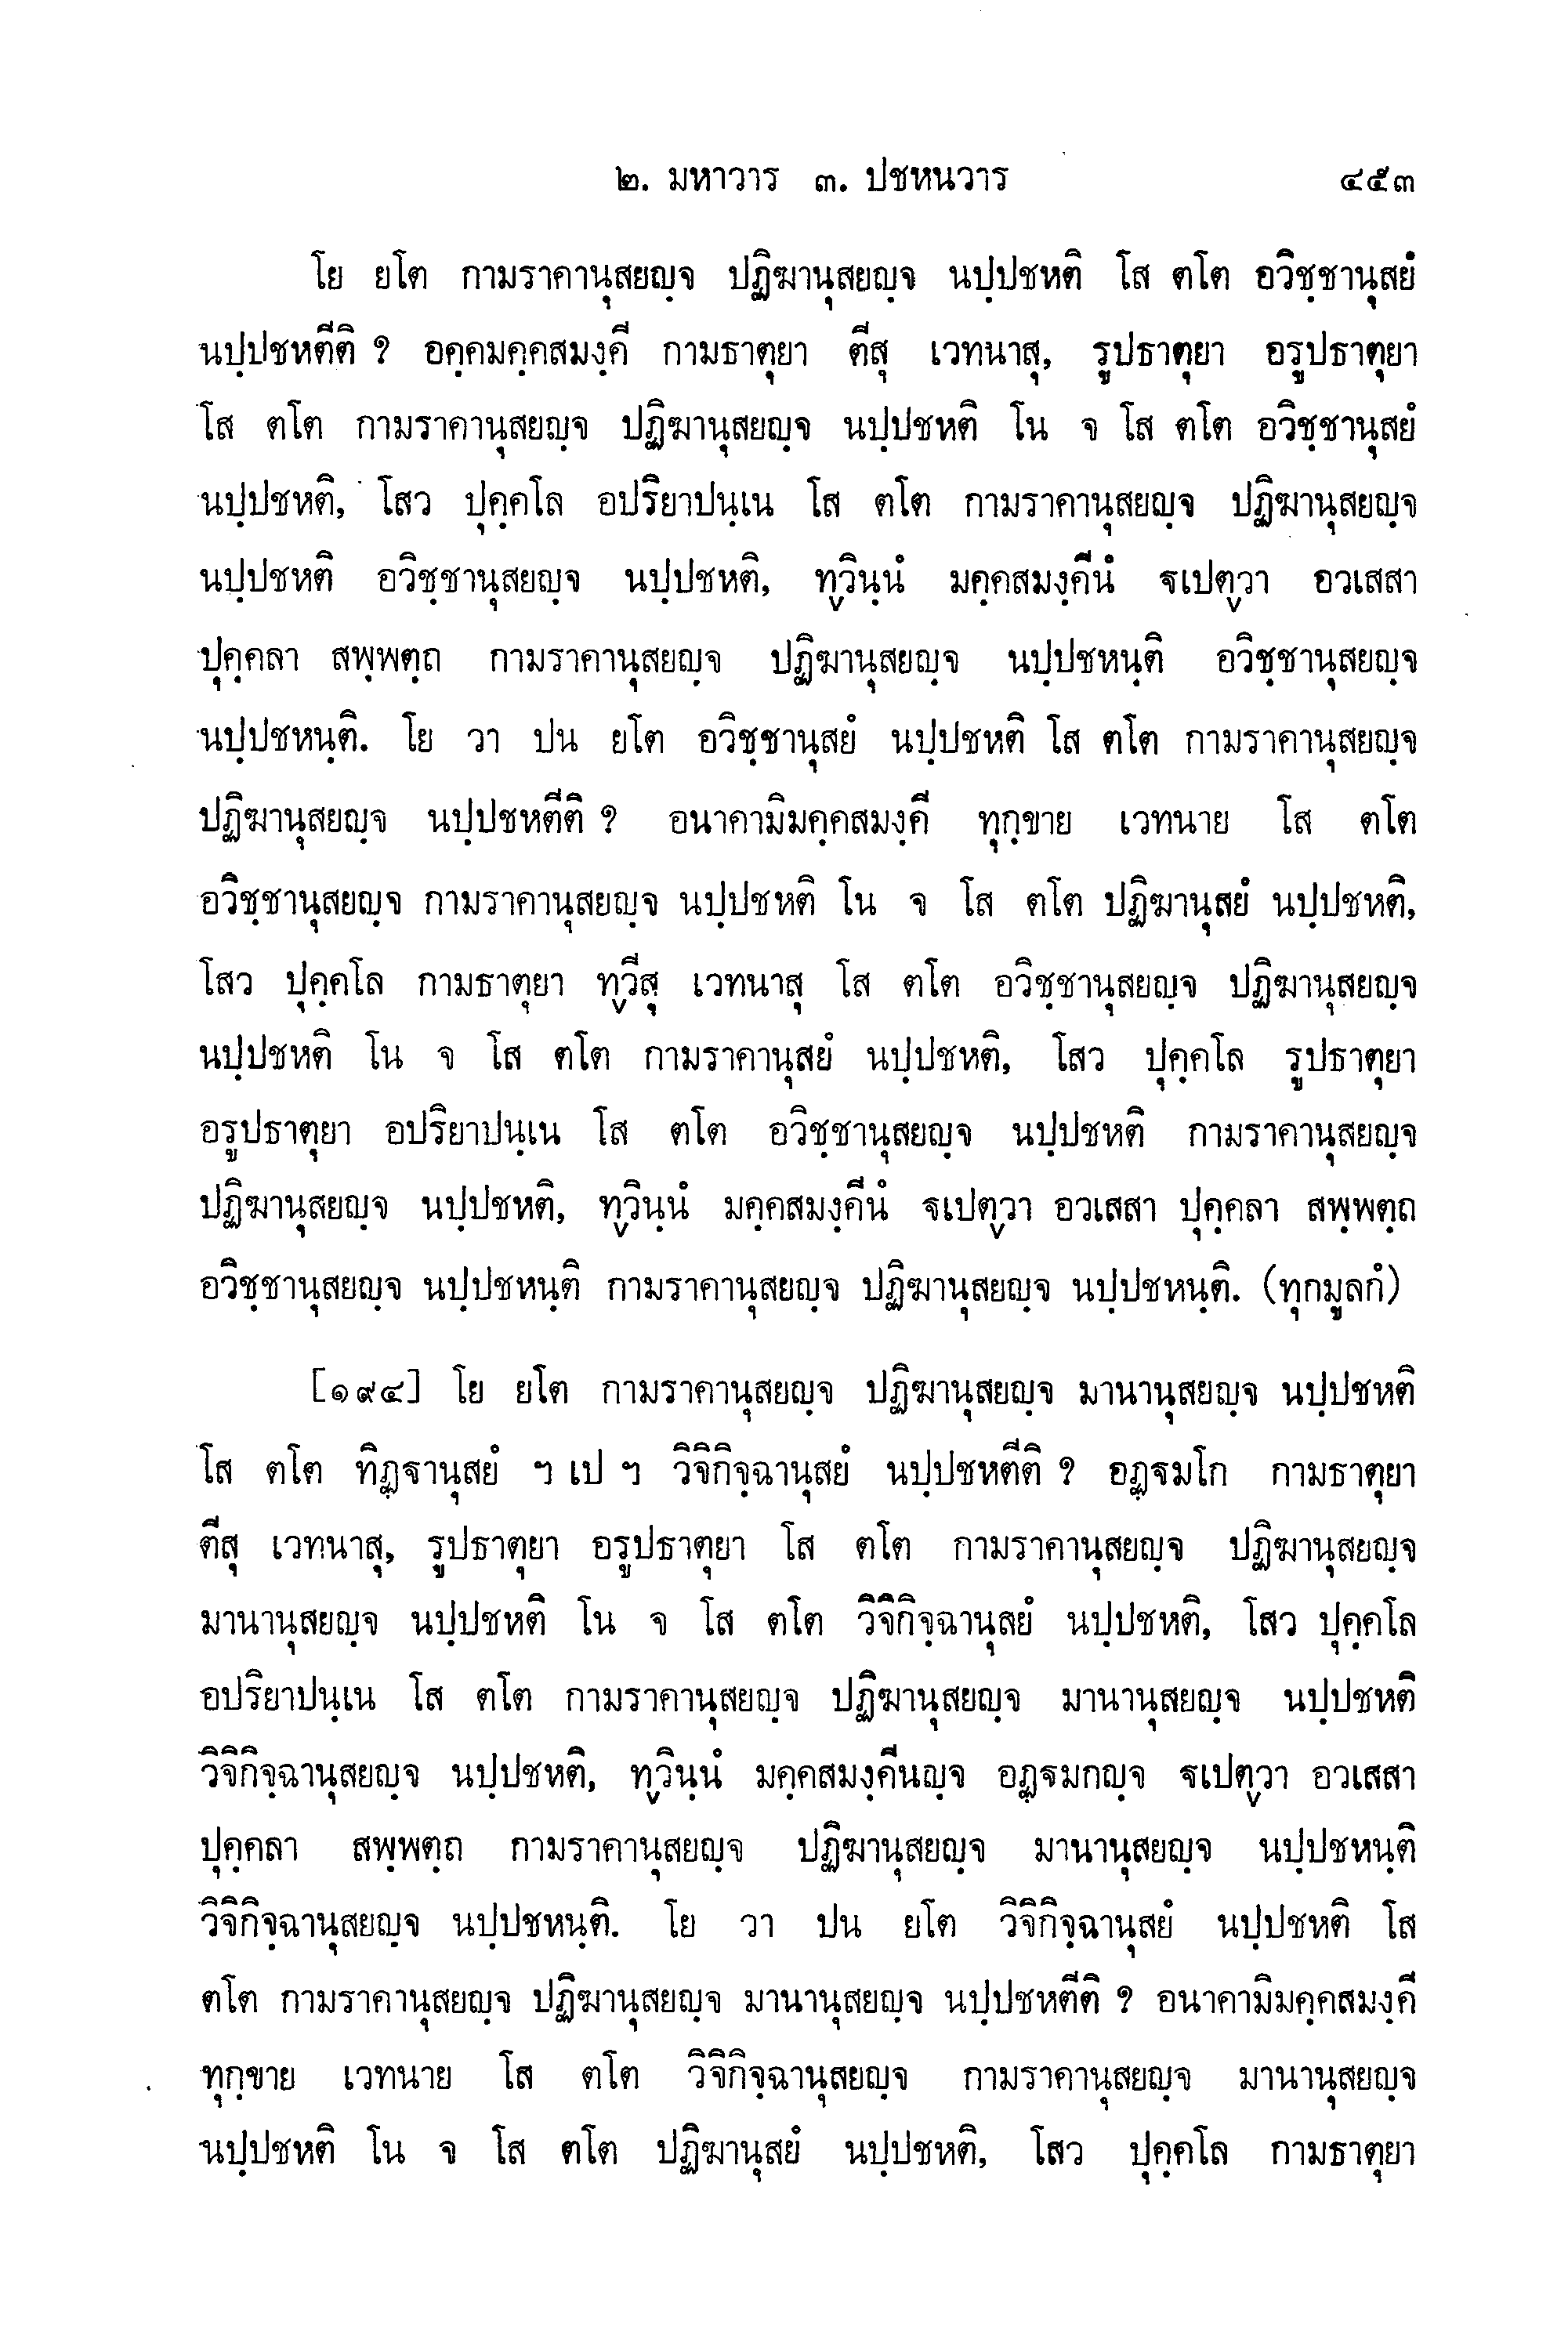 ๒. มหาวาร ๓. ปชหนวาร ๔๕๓
โย ยโต กามราคานุสยญฺจ ปฏิฆานุสยญฺจ นปฺปชหติ โส ตโต อวิชฺชานุสยํ
นปฺปชหตีติ ? อคฺคมคฺคสมงฺคี กามธาตุยา ตีสุ เวทนาสุ, รูปธาตุยา อรูปธาตุยา
โส ตโต กามราคานุสยญฺจ ปฏิฆานุสยญฺจ นปฺปชหติ โน จ โส ตโต อวิชฺชานุสยํ
นปฺปชหติ, โสว ปุคฺคโล อปริยาปนฺเน โส ตโต กามราคานุสยญฺจ ปฏิฆานุสยญฺจ
นปฺปชหติ อวิชฺชานุสยญฺจ นปฺปชหติ, ทฺวินฺนํ มคฺคสมงฺคีนํ ฐเปตฺวา อวเสสา
ปุคฺคลา สพฺพตฺถ กามราคานุสยญฺจ ปฏิฆานุสยญฺจ นปฺปชหนฺติ อวิชฺชานุสยญฺจ
นปฺปชหนฺติ. โย วา ปน ยโต อวิชฺชานุสยํ นปฺปชหติ โส ตโต กามราคานุสยญฺจ
ปฏิฆานุสยญฺจ นปฺปชหตีติ ? อนาคามิมคฺคสมงฺคี ทุกฺขาย เวทนาย โส ตโต
อวิชฺชานุสยญฺจ กามราคานุสยญฺจ นปฺปชหติ โน จ โส ตโต ปฏิฆานุสยํ นปฺปชหติ,
โสว ปุคฺคโล กามธาตุยา ทฺวีสุ เวทนาสุ โส ตโต อวิชฺชานุสยญฺจ ปฏิฆานุสยญฺจ
นปฺปชหติ โน จ โส ตโต กามราคานุสยํ นปฺปชหติ, โสว ปุคฺคโล รูปธาตุยา
อรูปธาตุยา อปริยาปนฺเน โส ตโต อวิชฺชานุสยญฺจ นปฺปชหติ กามราคานุสยญฺจ
ปฏิฆานุสยญฺจ นปฺปชหติ, ทฺวินฺนํ มคฺคสมงฺคีนํ ฐเปตฺวา อวเสสา ปุคฺคลา สพฺพตฺถ
อวิชฺชานุสยญฺจ นปฺปชหนฺติ กามราคานุสยญฺจ ปฏิฆานุสยญฺจ นปฺปชหนฺติ. (ทุกมูลกํ)
[๑๙๔] โย ยโต กามราคานุสยญฺจ ปฏิฆานุสยญฺจ มานานุสยญฺจ นปฺปชหติ
โส ตโต ทิฏฺฐานุสยํ ฯ เป ฯ วิจิกิจฺฉานุสยํ นปฺปชหตีติ ? อฏฺฐมโก กามธาตุยา
ตีสุ เวทนาสุ, รูปธาตุยา อรูปธาตุยา โส ตโต กามราคานุสยญฺจ ปฏิฆานุสยญฺจ
มานานุสยญฺจ นปฺปชหติ โน จ โส ตโต วิจิกิจฺฉานุสยํ นปฺปชหติ, โสว ปุคฺคโล
อปริยาปนฺเน โส ตโต กามราคานุสยญฺจ ปฏิฆานุสยญฺจ มานานุสยญฺจ นปฺปชหติ
วิจิกิจฺฉานุสยญฺจ นปฺปชหติ, ทฺวินฺนํ มคฺคสมงฺคีนญฺจ อฏฺฐมกญฺจ ฐเปตฺวา อวเสสา
ปุคฺคลา สพฺพตฺถ กามราคานุสยญฺจ ปฏิฆานุสยญฺจ มานานุสยญฺจ นปฺปชหนฺติ
วิจิกิจฺฉานุสยญฺจ นปฺปชหนฺติ. โย วา ปน ยโต วิจิกิจฺฉานุสยํ นปฺปชหติ โส
ตโต กามราคานุสยญฺจ ปฏิฆานุสยญฺจ มานานุสยญฺจ นปฺปชหตีติ ? อนาคามิมคฺคสมงฺคี
ทุกฺขาย เวทนาย โส ตโต วิจิกิจฺฉานุสยญฺจ กามราคานุสยญฺจ มานานุสยญฺจ
นปฺปชหติ โน จ โส ตโต ปฏิฆานุสยํ นปฺปชหติ, โสว ปุคฺคโล กามธาตุยา